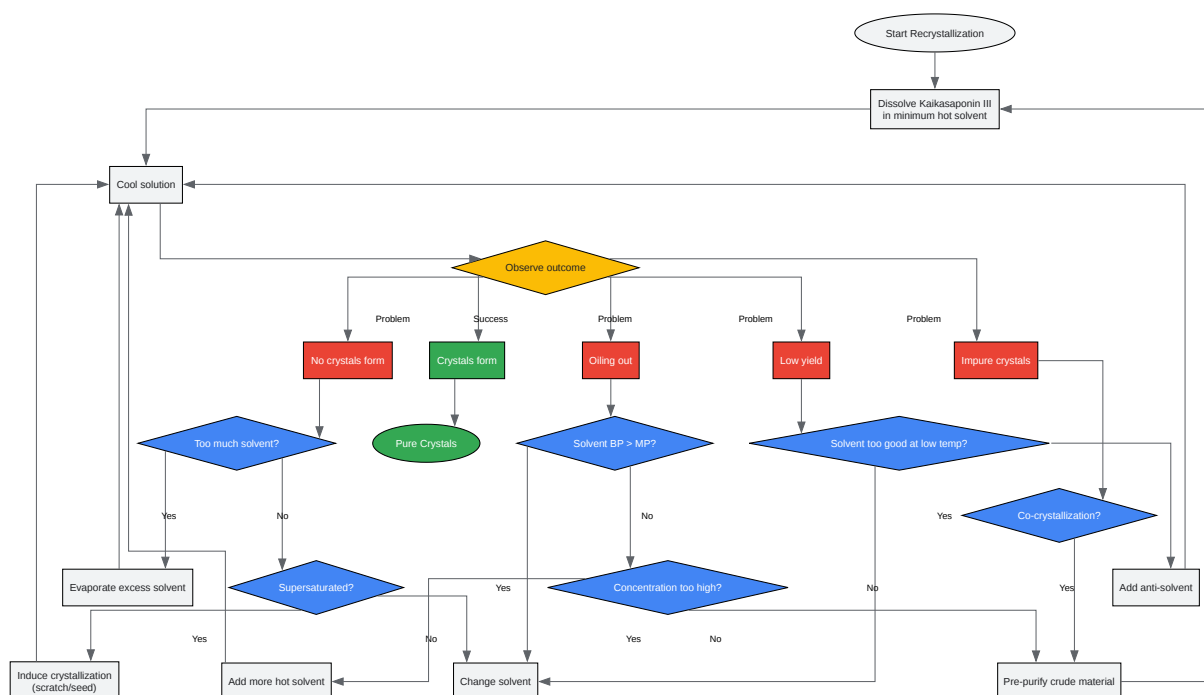 Start Recrystallization
Dissolve Kaikasaponin III
in minimum hot solvent
Cool solution
Observe outcome
Problem
Success
Problem
Problem
Problem
No crystals form
Crystals form
Oiling out
Low yield
Impure crystals
Too much solvent?
Pure Crystals
Solvent BP > MP?
Solvent too good at low temp?
Yes
No
No
Yes
Co-crystallization?
Evaporate excess solvent
Supersaturated?
Yes
Concentration too high?
No
Yes
Add anti-solvent
Yes
No
Yes
No
Induce crystallization
(scratch/seed)
Add more hot solvent
Change solvent
Pre-purify crude material